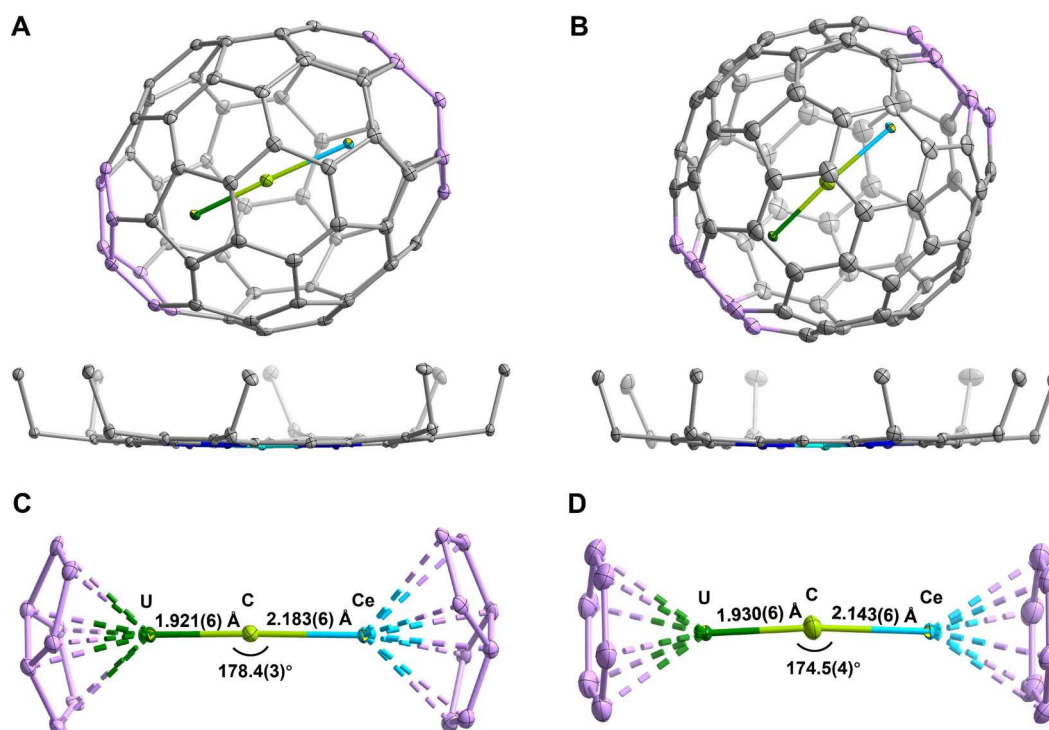 A
B
C
D
U
C
Ce
1.921(6) Å
2.183(6) Å
178.4(3)°
U
C
Ce
1.930(6) Å
2.143(6) Å
174.5(4)°